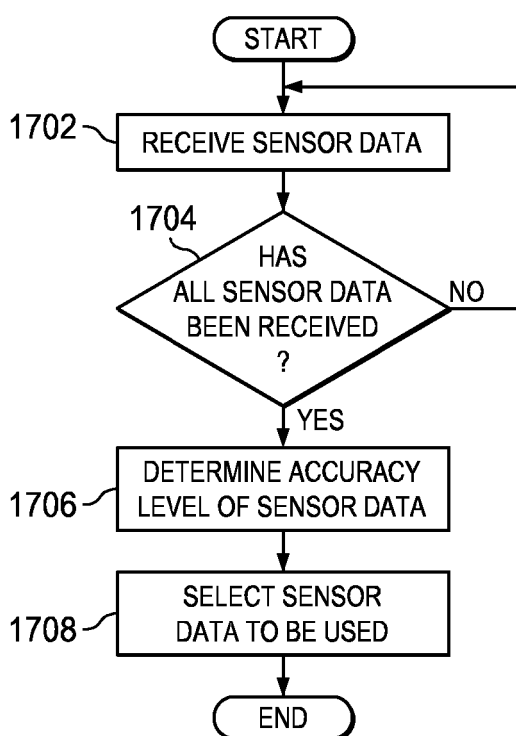 START
1702
RECEIVE SENSOR DATA
1704
HAS
ALL SENSOR DATA
BEEN RECEIVED
?
NO
YES
1706
DETERMINE ACCURACY
LEVEL OF SENSOR DATA
1708
SELECT SENSOR
DATA TO BE USED
END